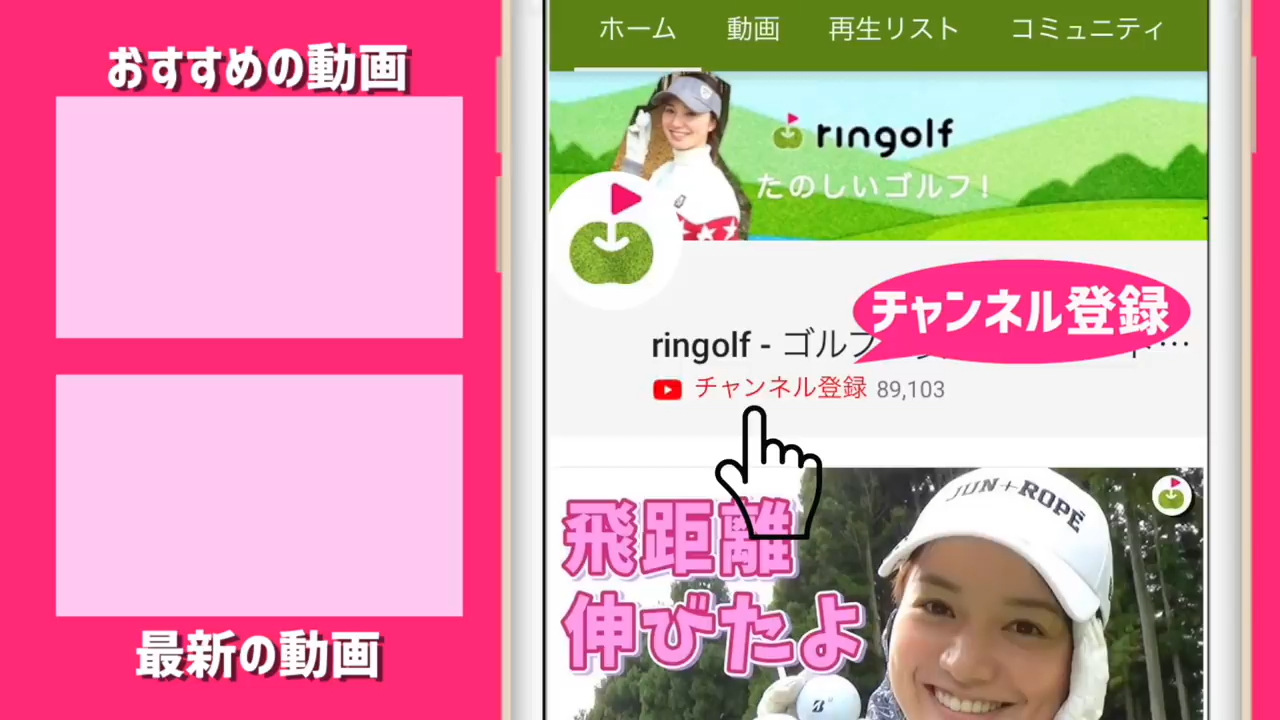 おすすめの動画
最新の動画
ホーム 動画 再生リスト コミュニティ
ringolf
たのしいゴルフ!
チャンネル登録
ringolf - ゴルフ
チャンネル登録 89,103
飛距離
伸びたよ
JUN+ROPÉ
B